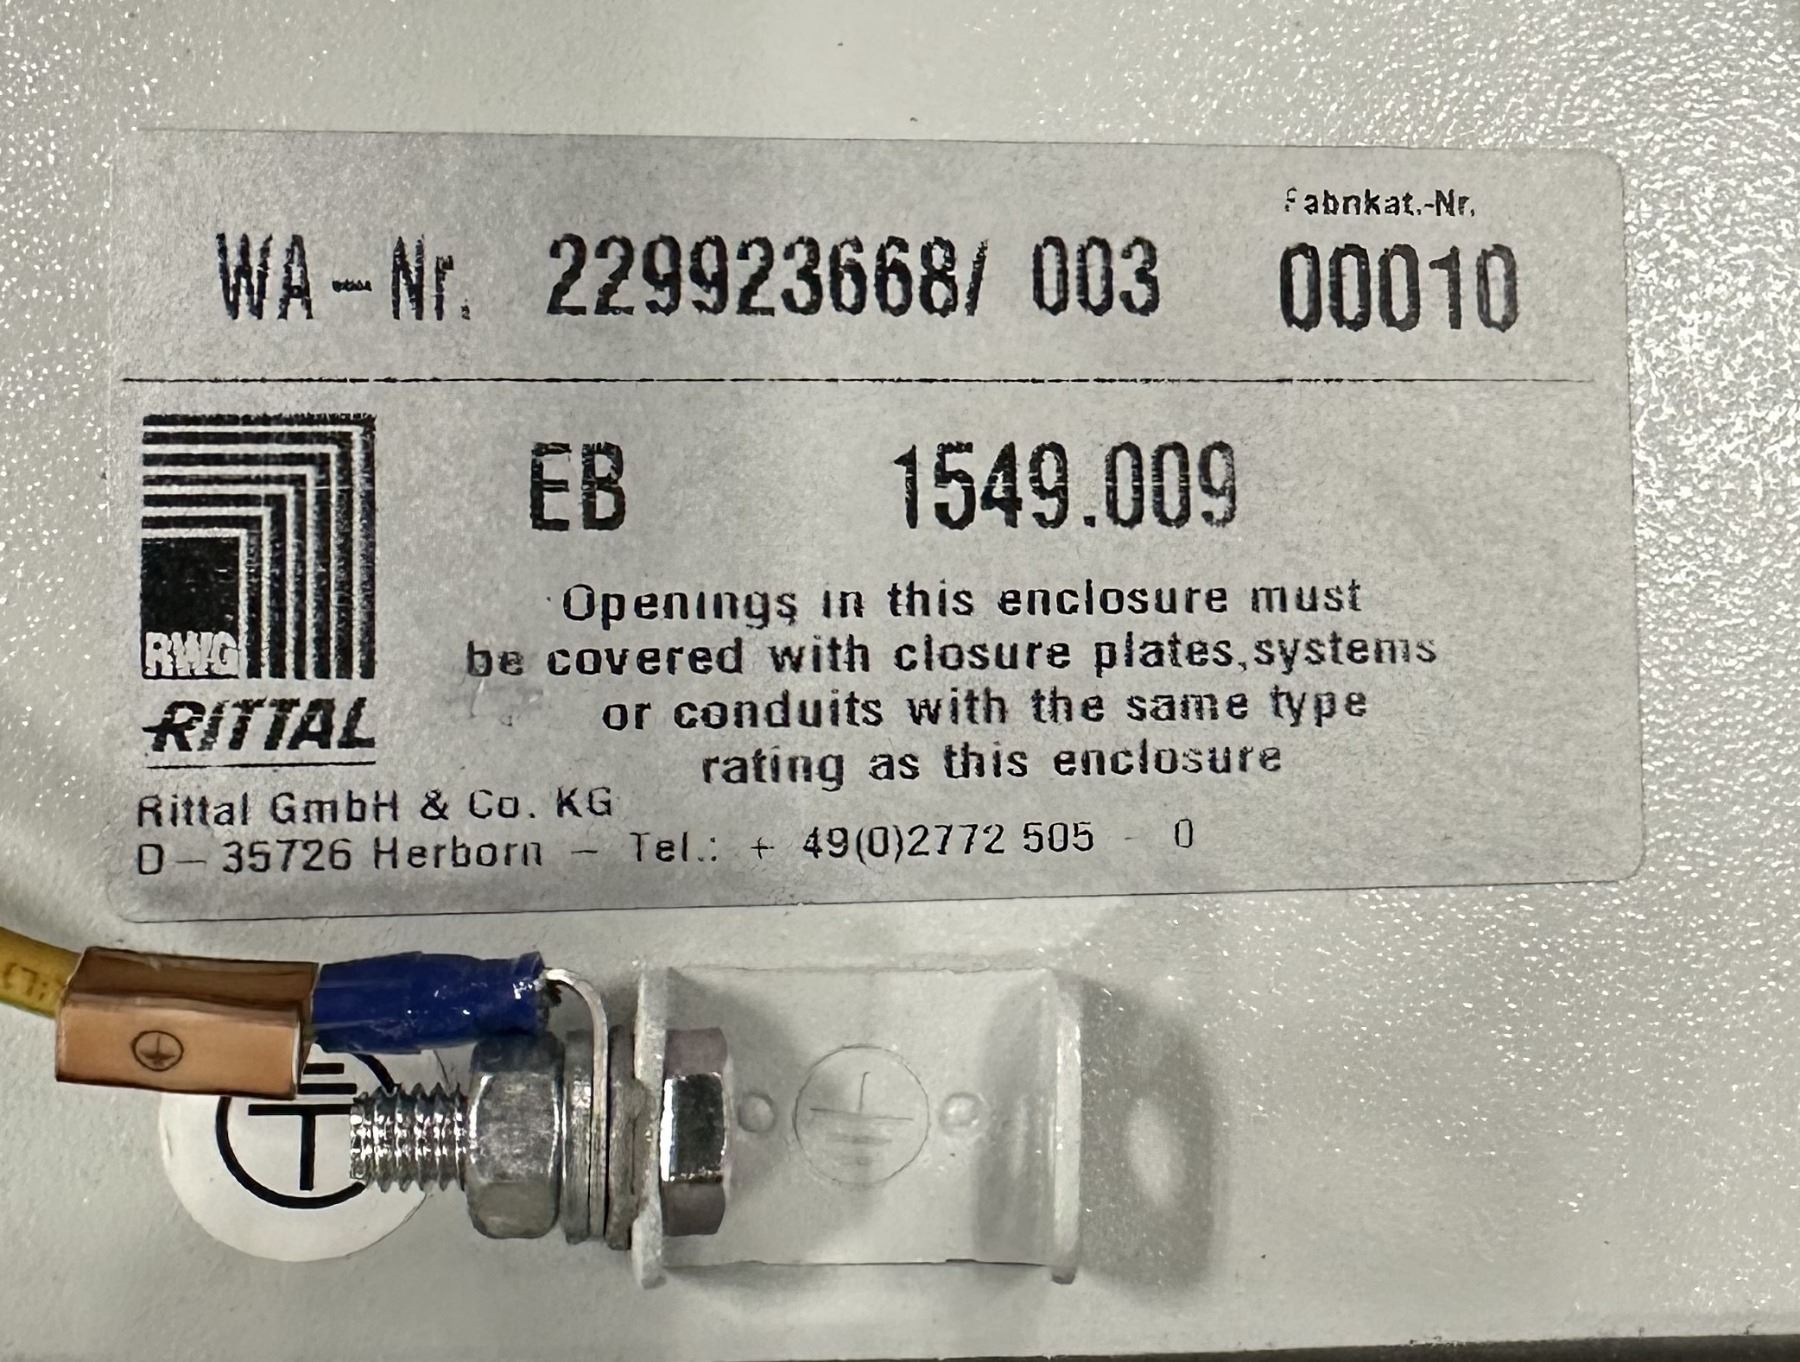 Fabrikat.-Nr.
WA-Nr. 229923668/ 003 00010
EB 1549.009
Openings in this enclosure must
be covered with closure plates,systems
or conduits with the same type
rating as this enclosure
RWG
RITTAL
Rittal GmbH & Co. KG
D-35726 Herborn - Tel.: + 49(0)2772 505 - 0